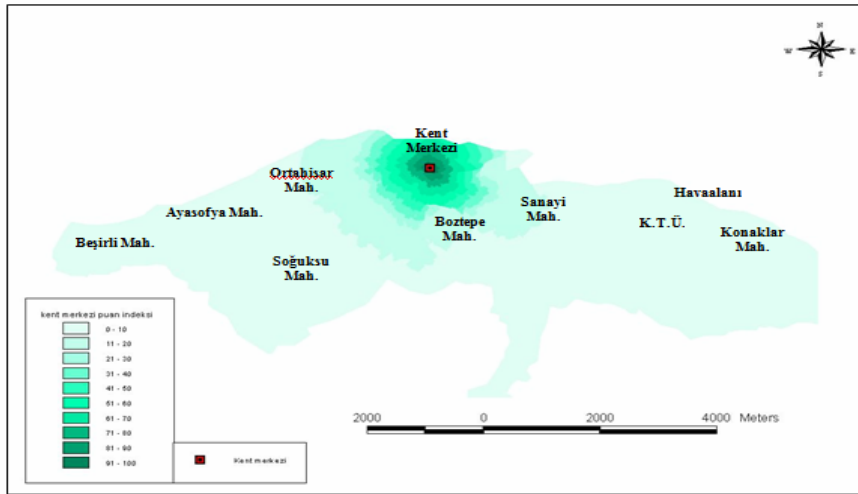 N
W
E
S
Kent
Merkezi
Ortahisar
Mah.
Ayasofya Mah.
Beşirli Mah.
Soğuksu
Mah.
Boztepe
Mah.
Sanayi
Mah.
Havaalanı
K.T.Ü.
Konaklar
Mah.
kent merkezi puan indeksi
0 - 10
11 - 20
21 - 30
31 - 40
41 - 50
51 - 60
61 - 70
71 - 80
81 - 90
91 - 100
Kent merkezi
2000 0 2000 4000 Meters